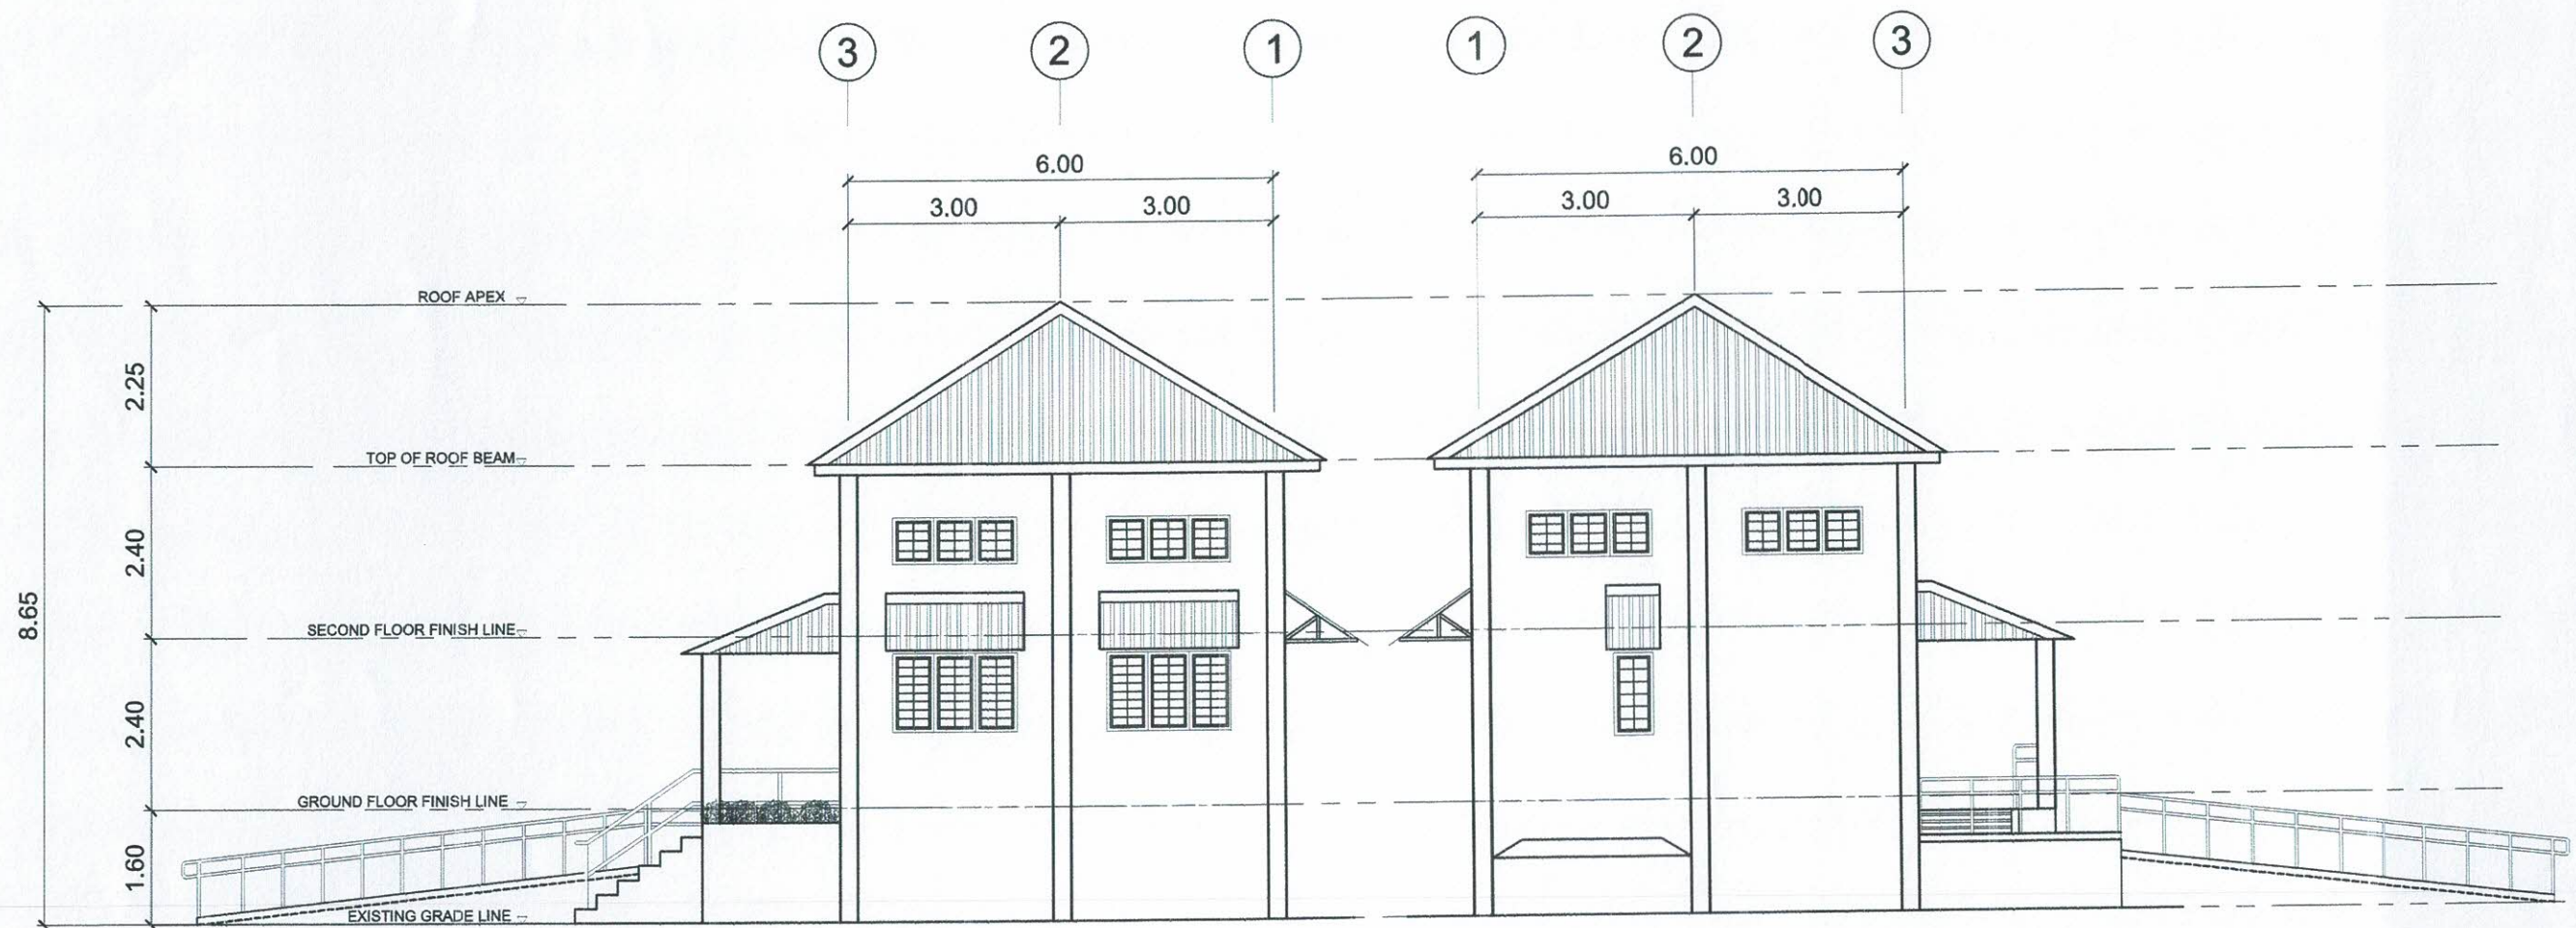 3 2 1 1 2 3
6.00 6.00
3.00 3.00 3.00 3.00
ROOF APEX
2.25
TOP OF ROOF BEAM
2.40
8.65
SECOND FLOOR FINISH LINE
2.40
GROUND FLOOR FINISH LINE
1.60
EXISTING GRADE LINE